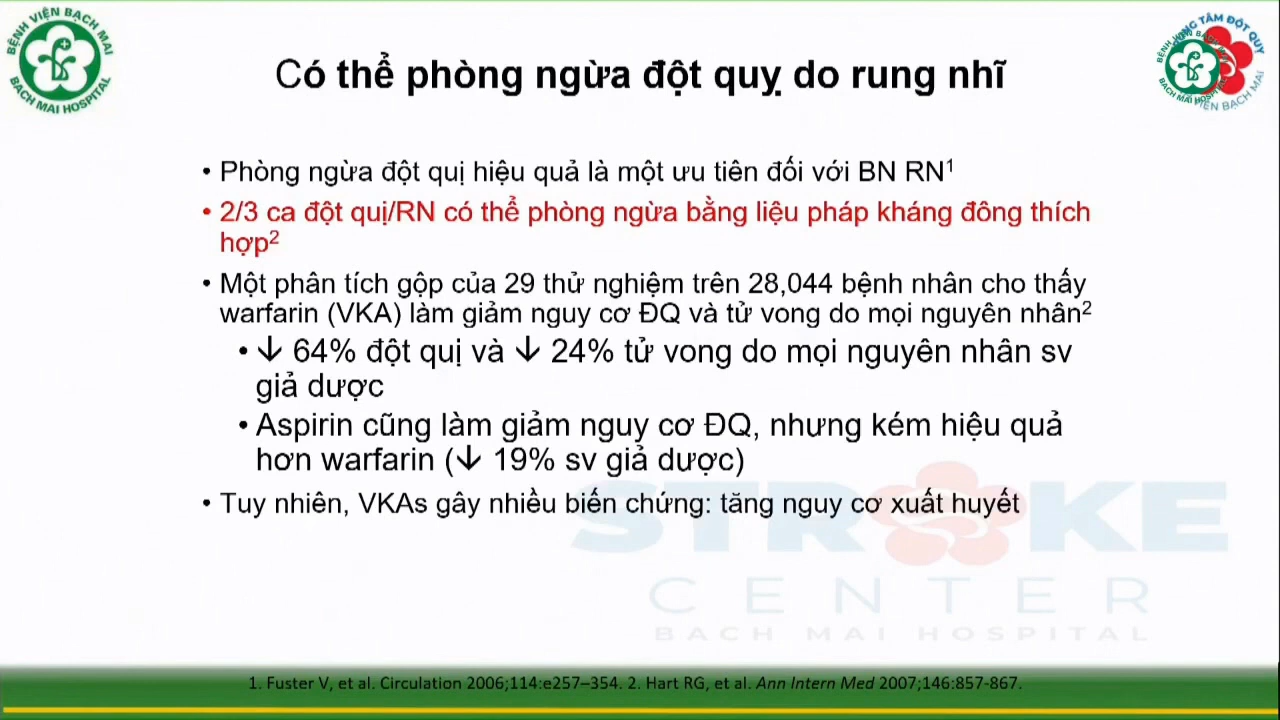 BỆNH VIỆN BẠCH MAI
BACH MAI HOSPITAL
Có thể phòng ngừa đột quỵ do rung nhĩ
• Phòng ngừa đột quị hiệu quả là một ưu tiên đối với BN RN1
• 2/3 ca đột quị/RN có thể phòng ngừa bằng liệu pháp kháng đông thích
hợp2
• Một phân tích gộp của 29 thử nghiệm trên 28,044 bệnh nhân cho thấy
warfarin (VKA) làm giảm nguy cơ ĐQ và tử vong do mọi nguyên nhân2
• ↓ 64% đột quị và ↓ 24% tử vong do mọi nguyên nhân sv
giả dược
• Aspirin cũng làm giảm nguy cơ ĐQ, nhưng kém hiệu quả
hơn warfarin (↓ 19% sv giả dược)
• Tuy nhiên, VKAs gây nhiều biến chứng: tăng nguy cơ xuất huyết
STROKE
CENTER
BACH MAI HOSPITAL
1. Fuster V, et al. Circulation 2006;114:e257–354. 2. Hart RG, et al. Ann Intern Med 2007;146:857-867.